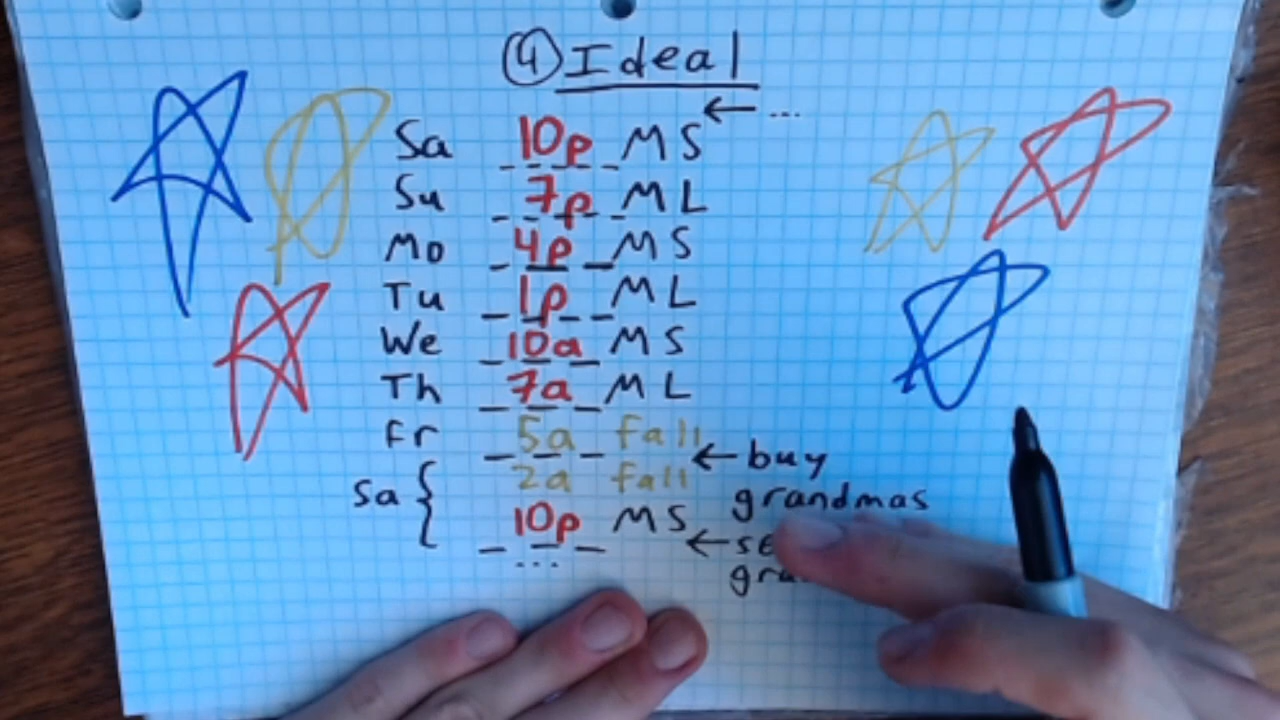 4 Ideal
← ...
Sa 10p MS
Su 7p ML
Mo 4p MS
Tu 1p ML
We 10a MS
Th 7a ML
Fr 5a fall
← buy
Sa { 2a fall
grandmas
10p MS
←
...